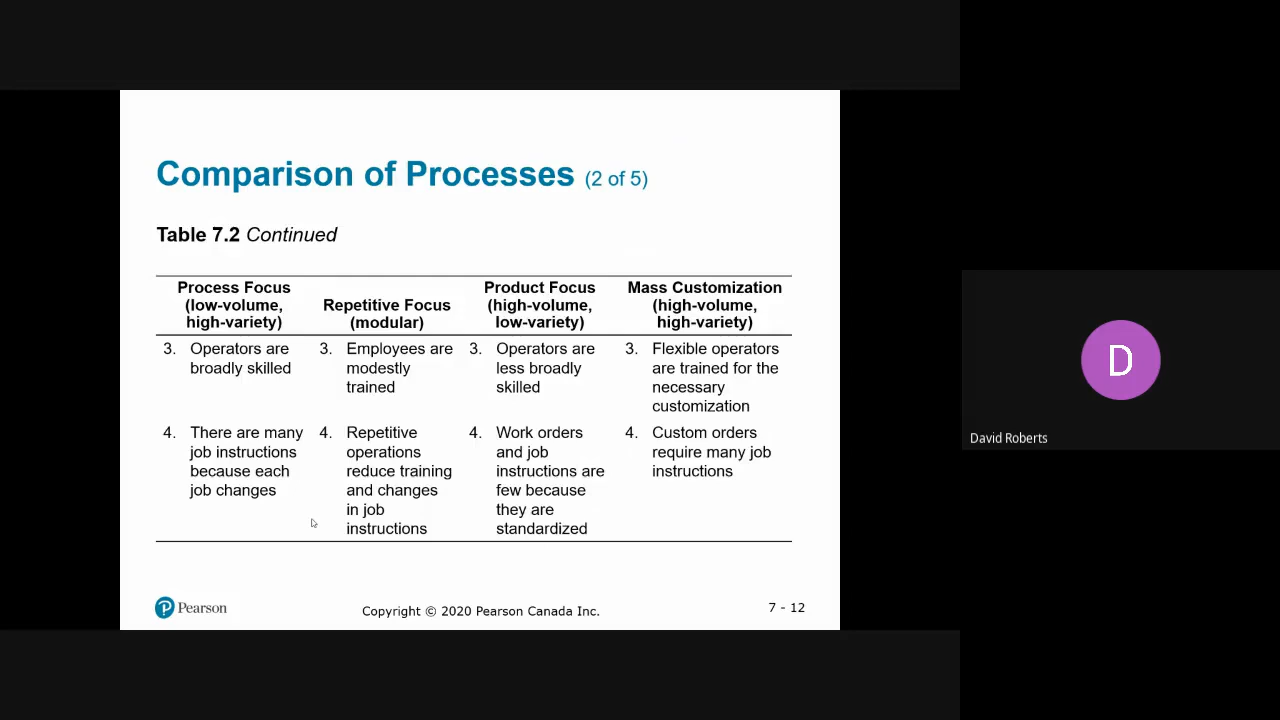 Comparison of Processes (2 of 5)
Table 7.2 Continued
Process Focus
(low-volume,
high-variety)
Repetitive Focus
(modular)
Product Focus
(high-volume,
low-variety)
Mass Customization
(high-volume,
high-variety)
3. Operators are
broadly skilled
3. Employees are
modestly
trained
3. Operators are
less broadly
skilled
3. Flexible operators
are trained for the
necessary
customization
4. There are many
job instructions
because each
job changes
4. Repetitive
operations
reduce training
and changes
in job
instructions
4. Work orders
and job
instructions are
few because
they are
standardized
4. Custom orders
require many job
instructions
P Pearson
Copyright © 2020 Pearson Canada Inc.
7 - 12
D
David Roberts